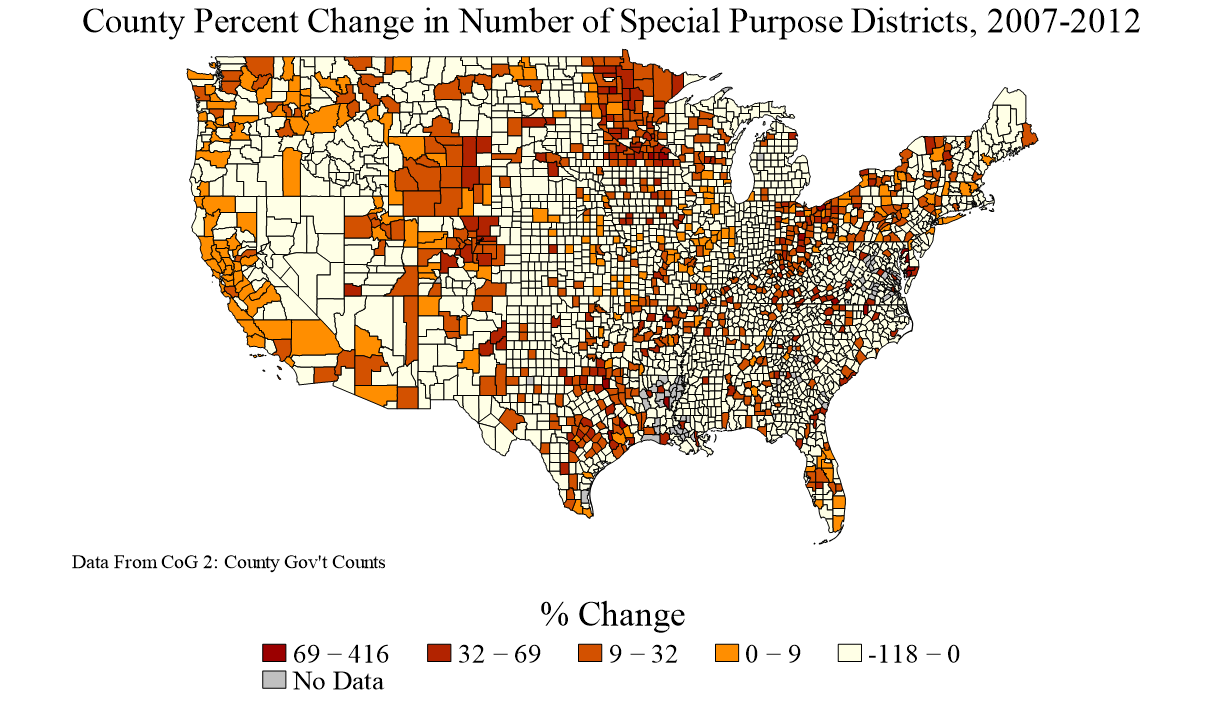 County Percent Change in Number of Special Purpose Districts, 2007-2012
Data From CoG 2: County Gov't Counts
% Change
69 – 416 32 – 69 9 – 32 0 – 9 -118 – 0
No Data